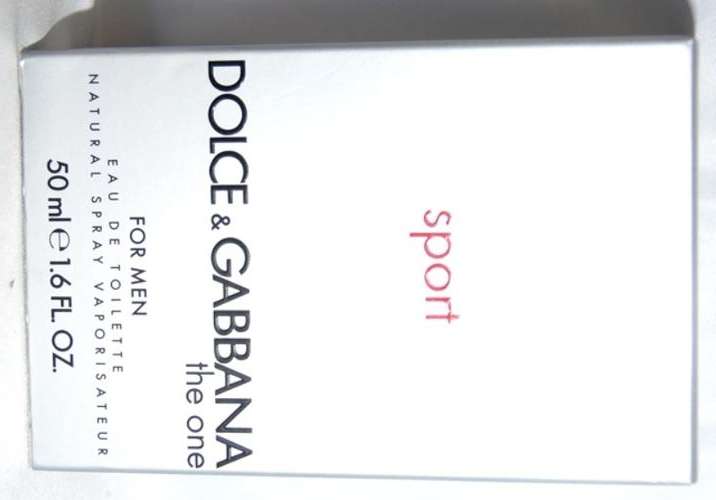 sport
DOLCE & GABBANA
the one
FOR MEN
EAU DE TOILETTE
NATURAL SPRAY VAPORISATEUR
50 ml e 1.6 FL. OZ.